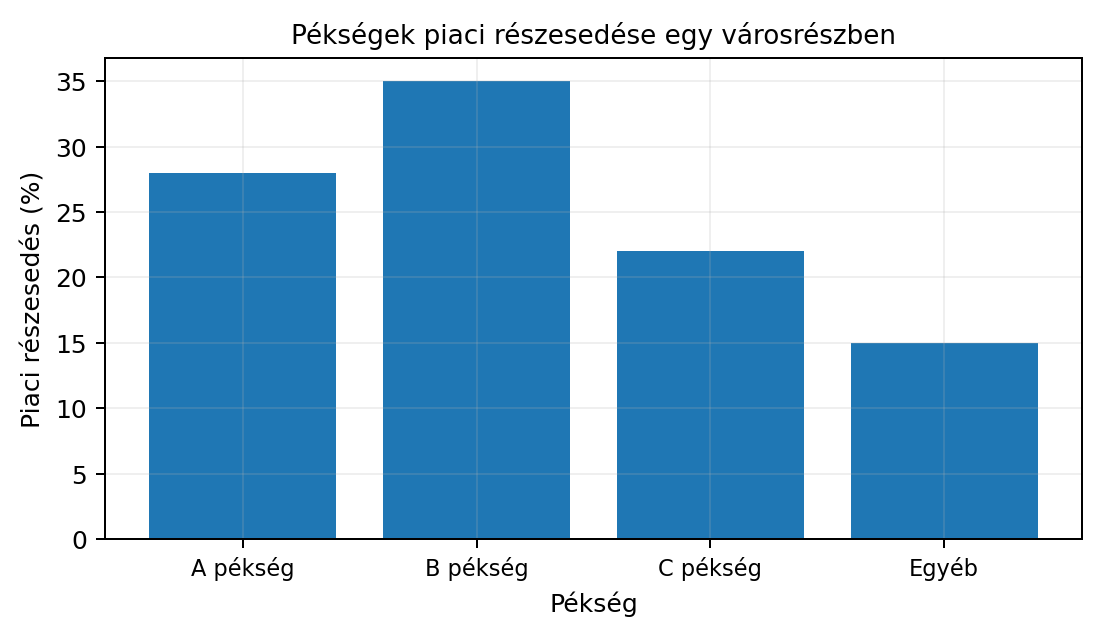 Pékségek piaci részesedése egy városrészben
Piaci részesedés (%)
35
30
25
20
15
10
5
0
A pékség
B pékség
C pékség
Egyéb
Pékség